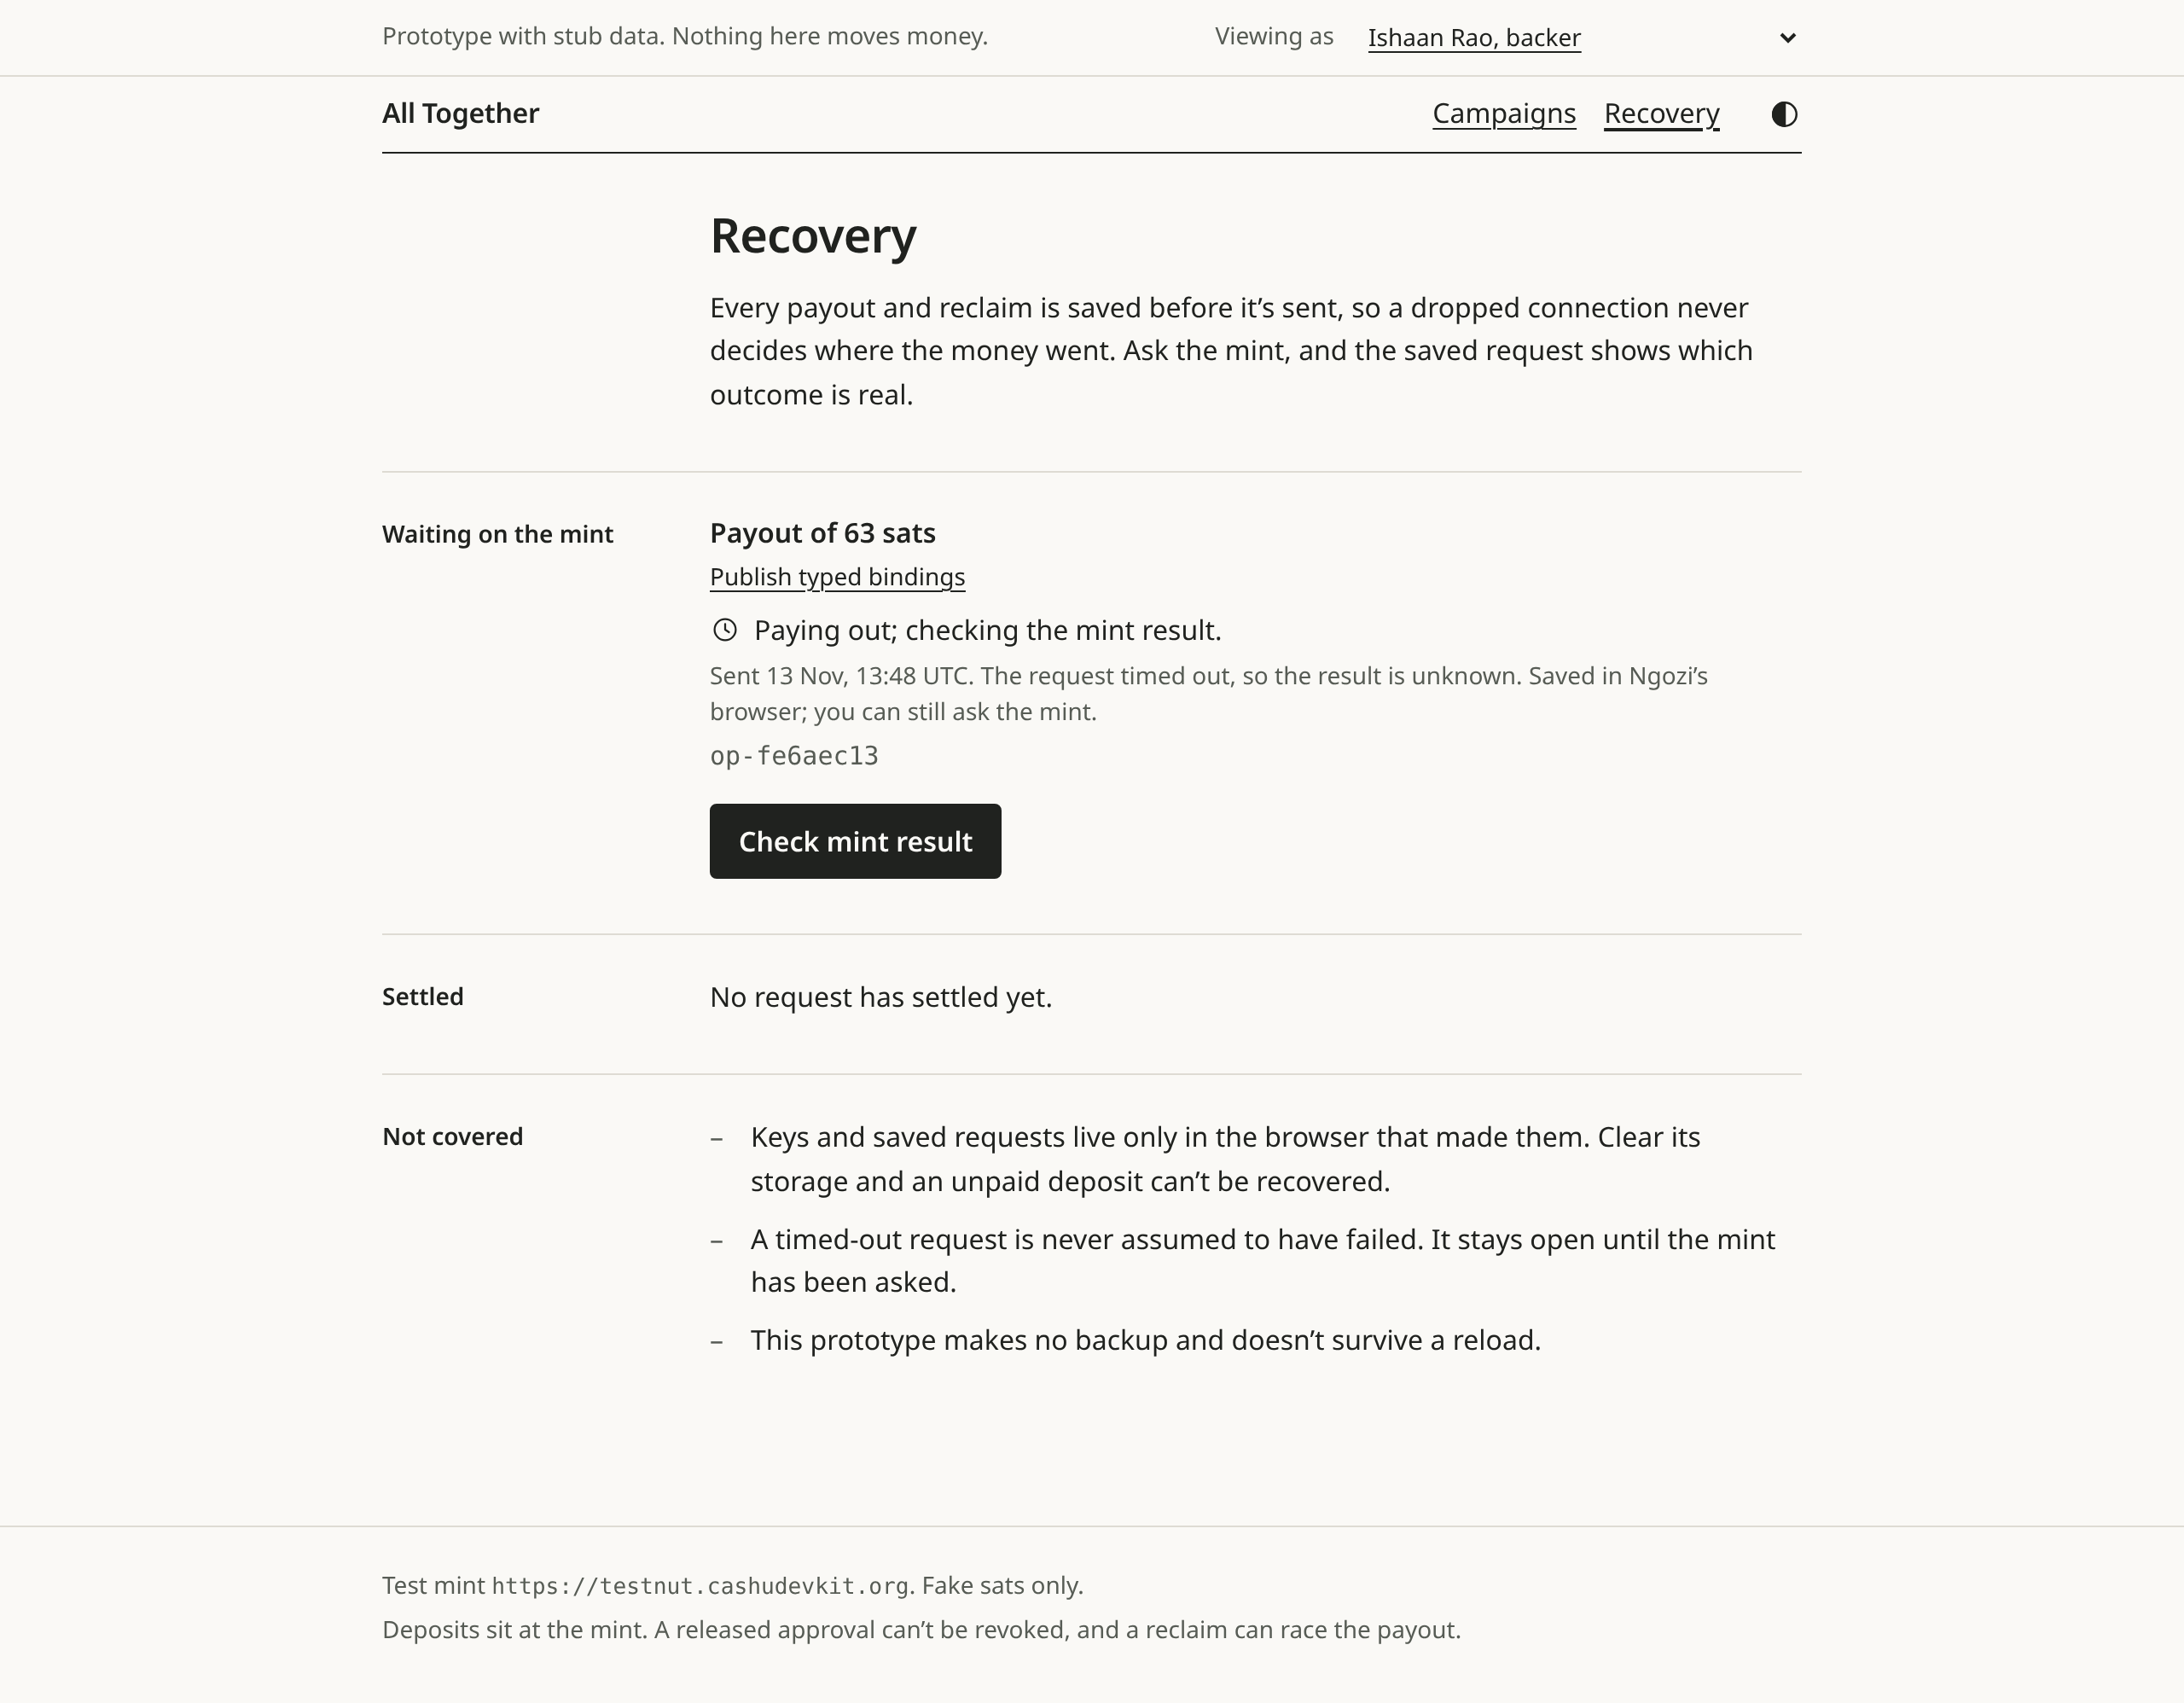 Prototype with stub data. Nothing here moves money.
Viewing as Ishaan Rao, backer
All Together
Campaigns Recovery
Recovery
Every payout and reclaim is saved before it’s sent, so a dropped connection never
decides where the money went. Ask the mint, and the saved request shows which
outcome is real.
Waiting on the mint
Payout of 63 sats
Publish typed bindings
Paying out; checking the mint result.
Sent 13 Nov, 13:48 UTC. The request timed out, so the result is unknown. Saved in Ngozi’s
browser; you can still ask the mint.
op-fe6aec13
Check mint result
Settled
No request has settled yet.
Not covered
– Keys and saved requests live only in the browser that made them. Clear its
storage and an unpaid deposit can’t be recovered.
– A timed-out request is never assumed to have failed. It stays open until the mint
has been asked.
– This prototype makes no backup and doesn’t survive a reload.
Test mint https://testnut.cashudevkit.org. Fake sats only.
Deposits sit at the mint. A released approval can’t be revoked, and a reclaim can race the payout.